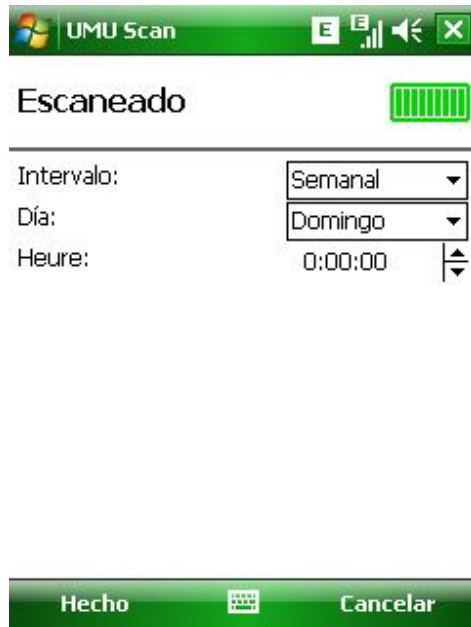 UMU Scan E E
Escaneado
Intervalo: Semanal
Día: Domingo
Heure: 0:00:00
Hecho Cancelar